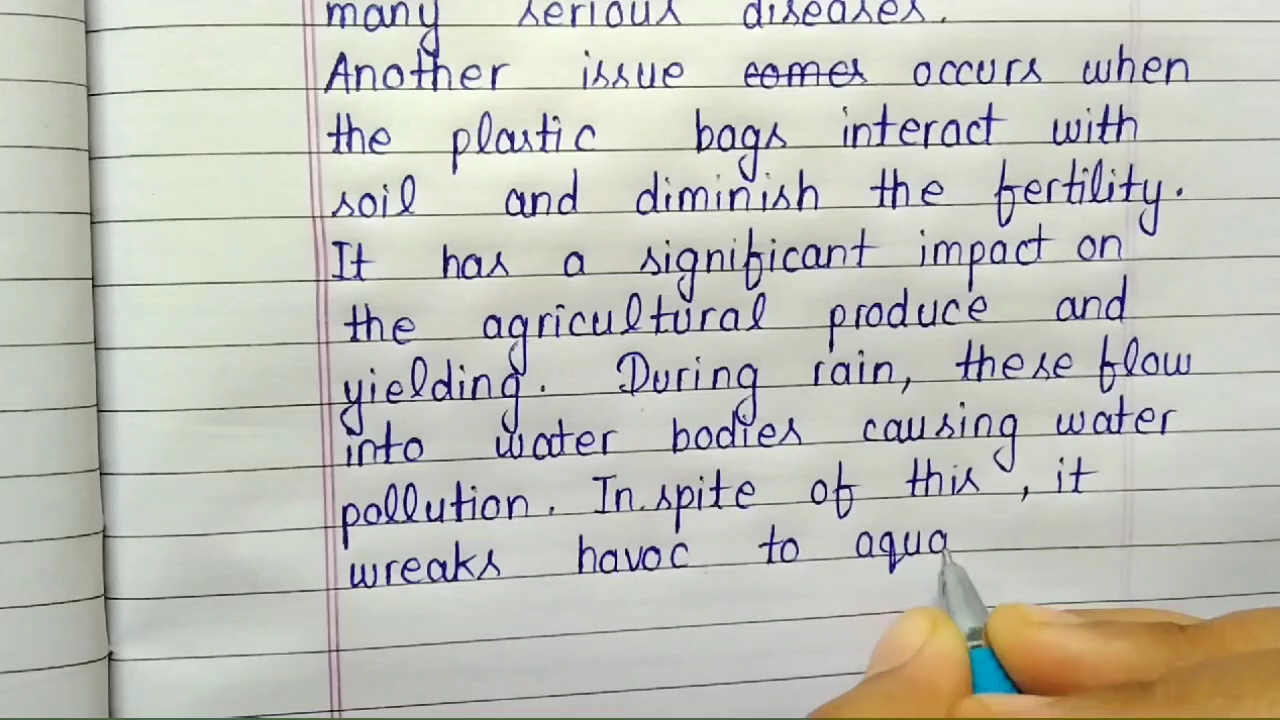 many serious diseases.
Another issue comes occurs when
the plastic bags interact with
soil and diminish the fertility.
It has a significant impact on
the agricultural produce and
yielding. During rain, these flow
into water bodies causing water
pollution. In spite of this, it
wreaks havoc to aqua